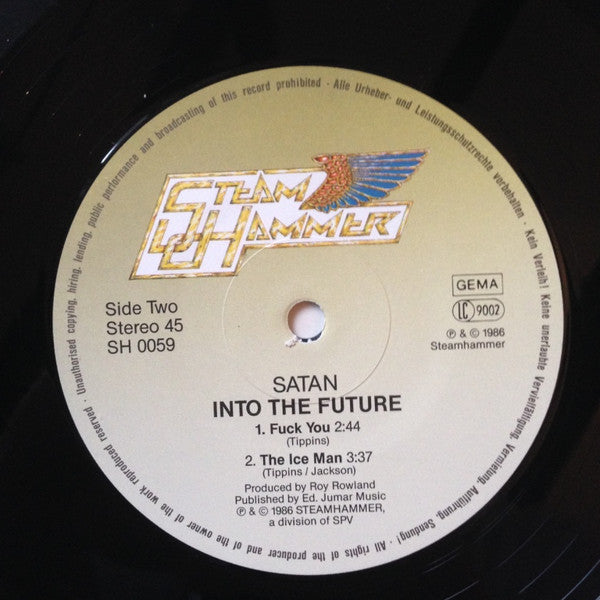 Unauthorised copying, hiring, lending, public performance and broadcasting of this record prohibited · Alle Urheber- und Leistungsschutzrechte vorbehalten · Kein Verleih! Keine unerlaubte Vervielfältigung, Vermietung, Aufführung, Sendung! · All rights of the producer and of the owner of the work reproduced reserved ·
STEAM
HAMMER
Side Two
Stereo 45
SH 0059
GEMA
LC 9002
℗ & © 1986
Steamhammer
SATAN
INTO THE FUTURE
1. Fuck You 2:44
(Tippins)
2. The Ice Man 3:37
(Tippins / Jackson)
Produced by Roy Rowland
Published by Ed. Jumar Music
℗ & © 1986 STEAMHAMMER,
a division of SPV